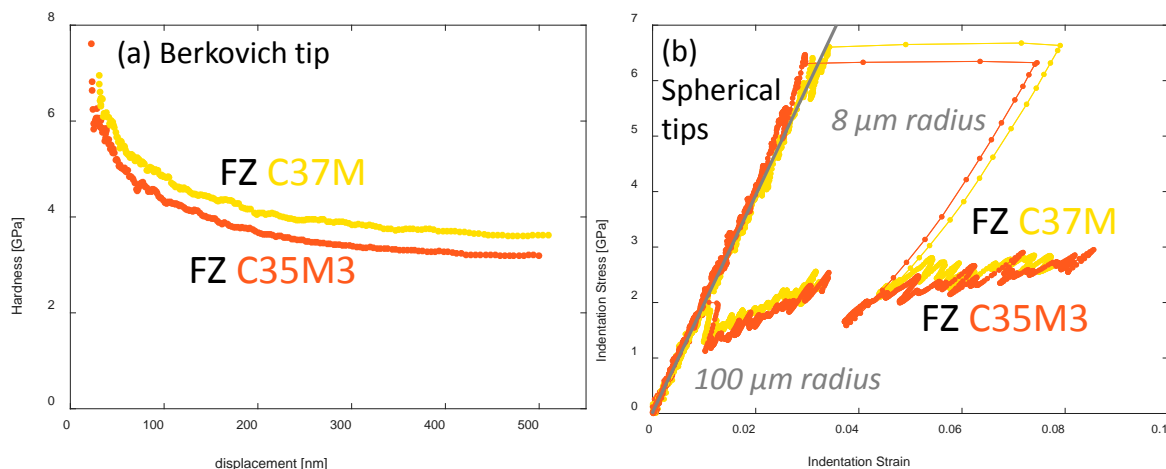 (a) Berkovich tip
FZ C37M
FZ C35M3
Hardness [GPa]
8
6
4
2
0
0 100 200 300 400 500
displacement [nm]
(b)
Spherical
tips
8 μm radius
FZ C37M
FZ C35M3
100 μm radius
Indentation Stress [GPa]
7
6
5
4
3
2
1
0
0 0.02 0.04 0.06 0.08 0.1
Indentation Strain